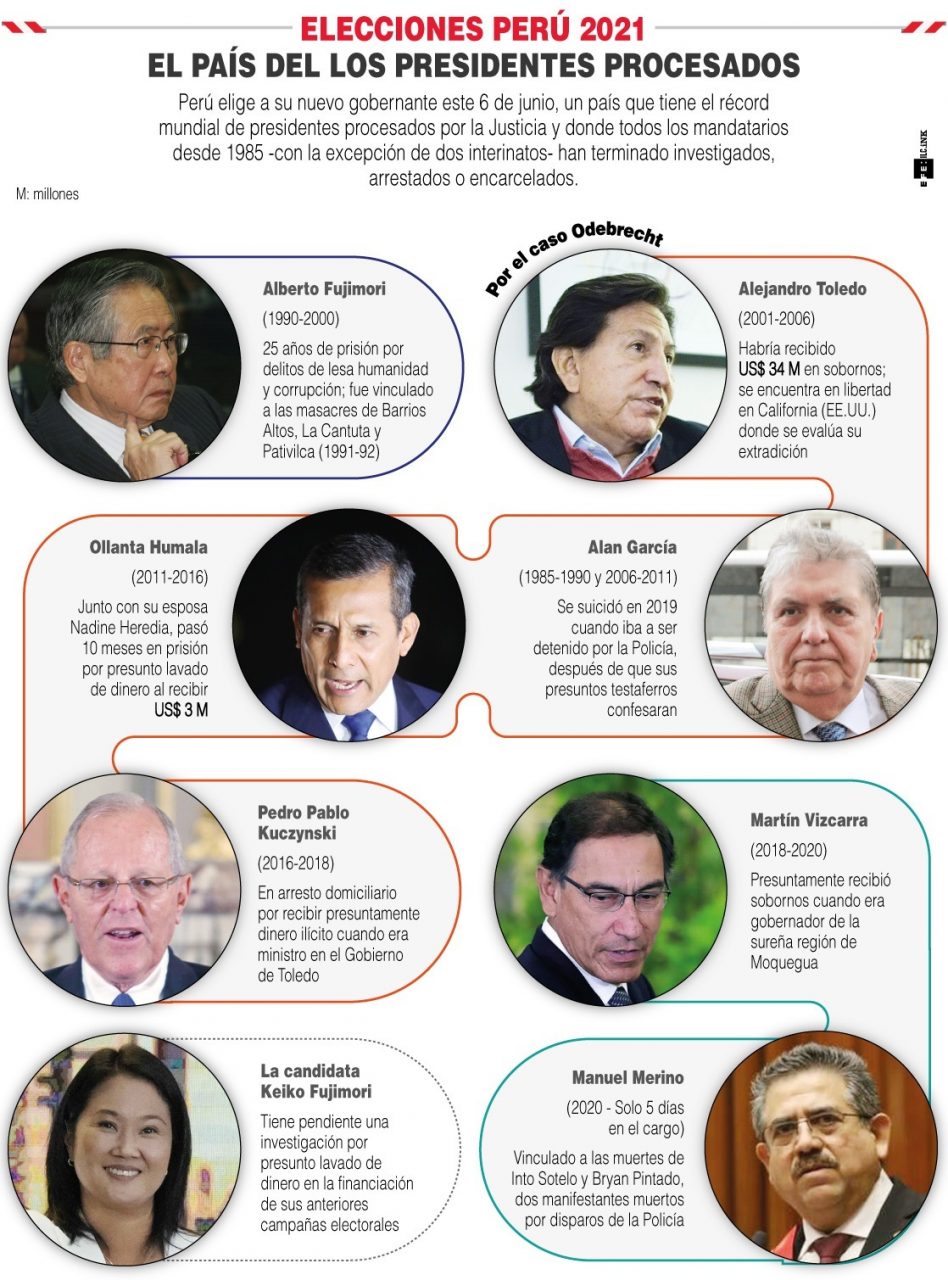 ELECCIONES PERÚ 2021
EL PAÍS DEL LOS PRESIDENTES PROCESADOS
Perú elige a su nuevo gobernante este 6 de junio, un país que tiene el récord
mundial de presidentes procesados por la Justicia y donde todos los mandatarios
desde 1985 -con la excepción de dos interinatos- han terminado investigados,
arrestados o encarcelados.
M: millones
EFE:
Alberto Fujimori
(1990-2000)
25 años de prisión por
delitos de lesa humanidad
y corrupción; fue vinculado
a las masacres de Barrios
Altos, La Cantuta y
Pativilca (1991-92)
Por el caso Odebrecht
Alejandro Toledo
(2001-2006)
Habría recibido
US$ 34 M en sobornos;
se encuentra en libertad
en California (EE.UU.)
donde se evalúa su
extradición
Ollanta Humala
(2011-2016)
Junto con su esposa
Nadine Heredia, pasó
10 meses en prisión
por presunto lavado
de dinero al recibir
US$ 3 M
Alan García
(1985-1990 y 2006-2011)
Se suicidó en 2019
cuando iba a ser
detenido por la Policía,
después de que sus
presuntos testaferros
confesaran
Pedro Pablo
Kuczynski
(2016-2018)
En arresto domiciliario
por recibir presuntamente
dinero ilícito cuando era
ministro en el Gobierno
de Toledo
Martín Vizcarra
(2018-2020)
Presuntamente recibió
sobornos cuando era
gobernador de la
sureña región de
Moquegua
La candidata
Keiko Fujimori
Tiene pendiente una
investigación por
presunto lavado de
dinero en la financiación
de sus anteriores
campañas electorales
Manuel Merino
(2020 - Solo 5 días
en el cargo)
Vinculado a las muertes de
Into Sotelo y Bryan Pintado,
dos manifestantes muertos
por disparos de la Policía